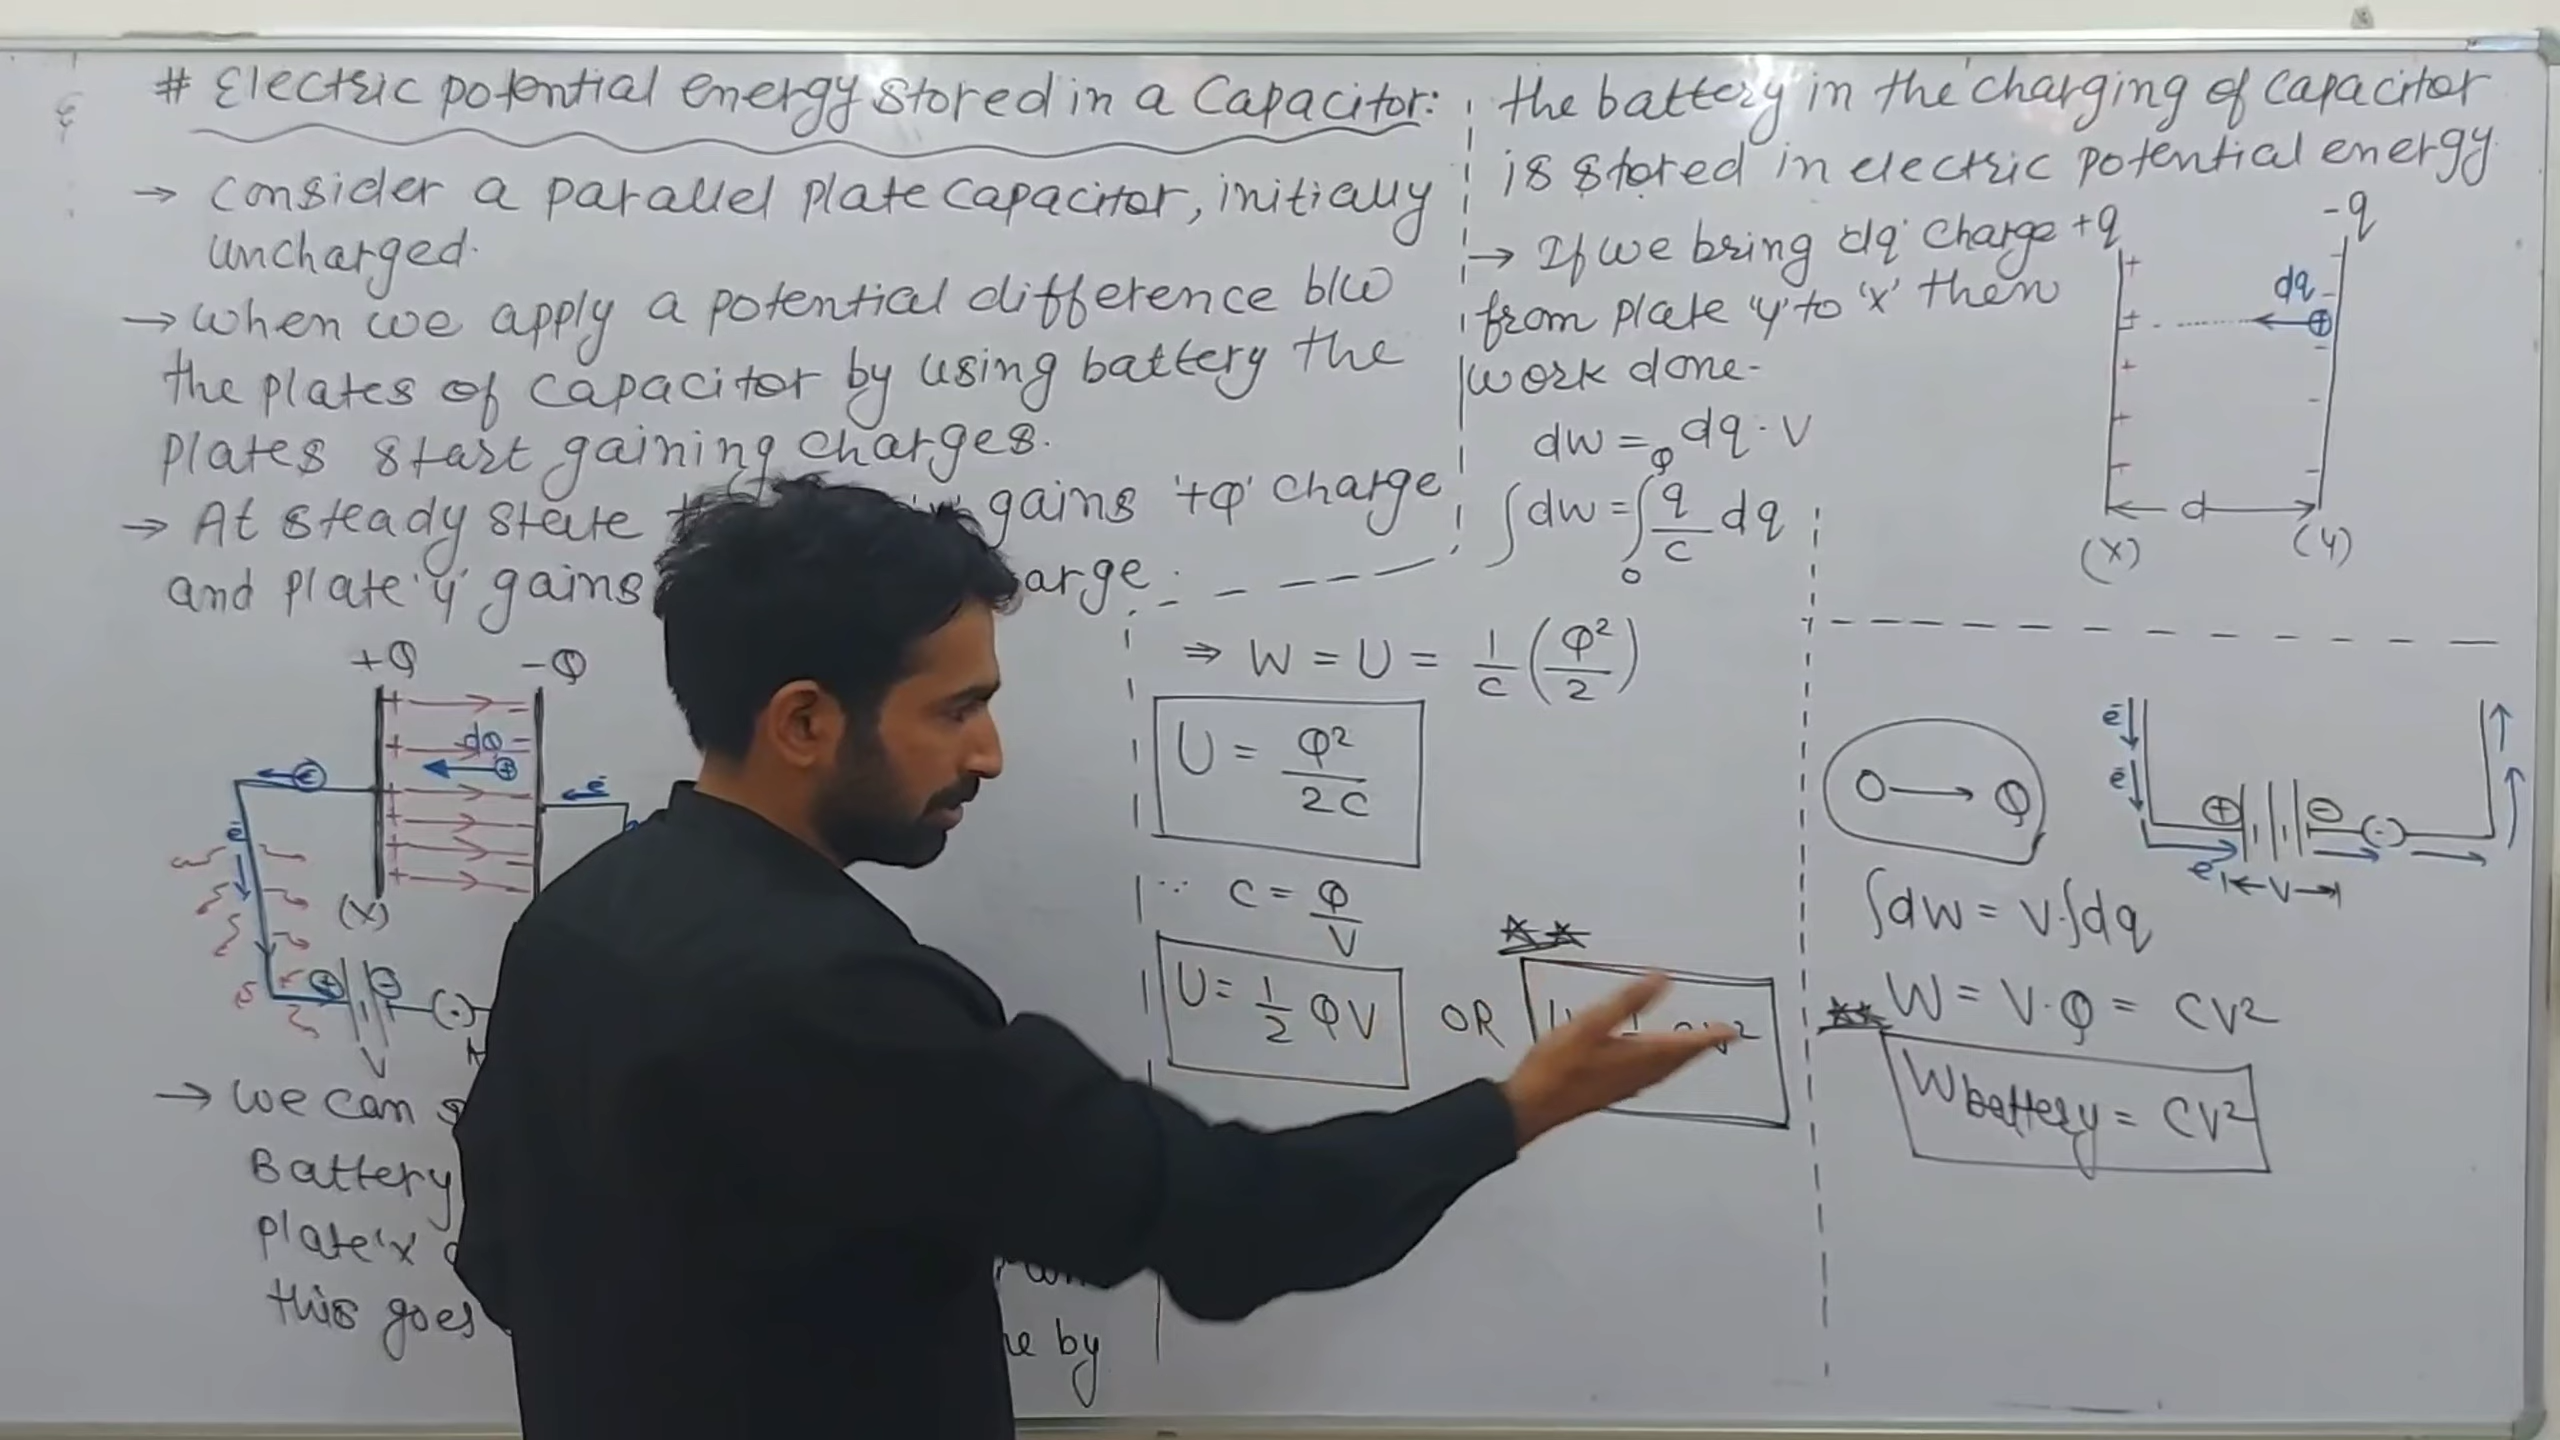 # Electric potential energy stored in a Capacitor:
→ Consider a parallel plate capacitor, initially
uncharged.
→ When we apply a potential difference b/w
the plates of capacitor by using battery the
plates start gaining charges.
→ At steady state gains '+Q' charge
and plate 'y' gains
+Q -Q
dQ
e
e
(X)
+ -
V
→ We can
Battery
plate 'x'
this goes
by
the battery in the charging of capacitor
is stored in electric potential energy
→ If we bring 'dq' charge
from plate 'y' to 'x' then
work done-
dw = dq · V
∫dw = ∫₀^Q q/c dq
⇒ W = U = 1/c (Q²/2)
U = Q²/2C
∵ C = Q/V
U = 1/2 QV OR
+q -q
dq
d
(X) (Y)
0 → Q
e
e
+ -
e
V
∫dw = V·∫dq
W = V·Q = CV²
W battery = CV²